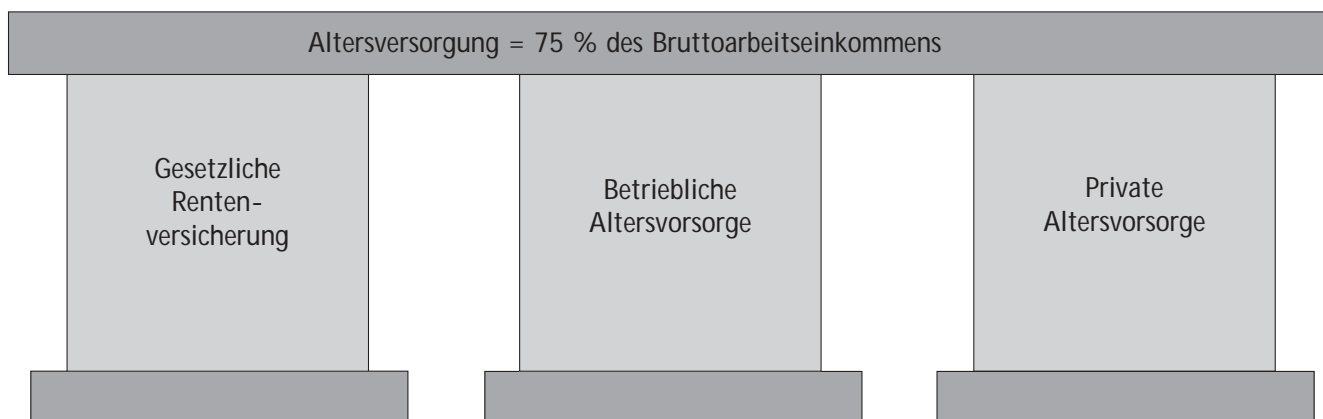 Altersversorgung = 75 % des Bruttoarbeitseinkommens
Gesetzliche
Renten-
versicherung
Betriebliche
Altersvorsorge
Private
Altersvorsorge